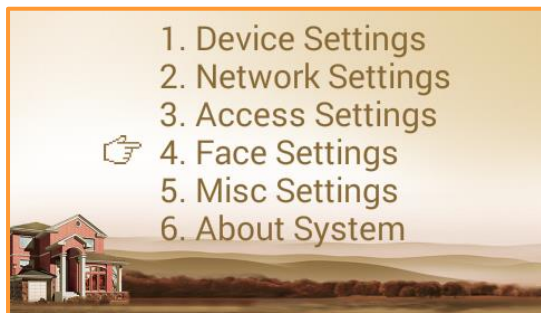 1. Device Settings
2. Network Settings
3. Access Settings
4. Face Settings
5. Misc Settings
6. About System